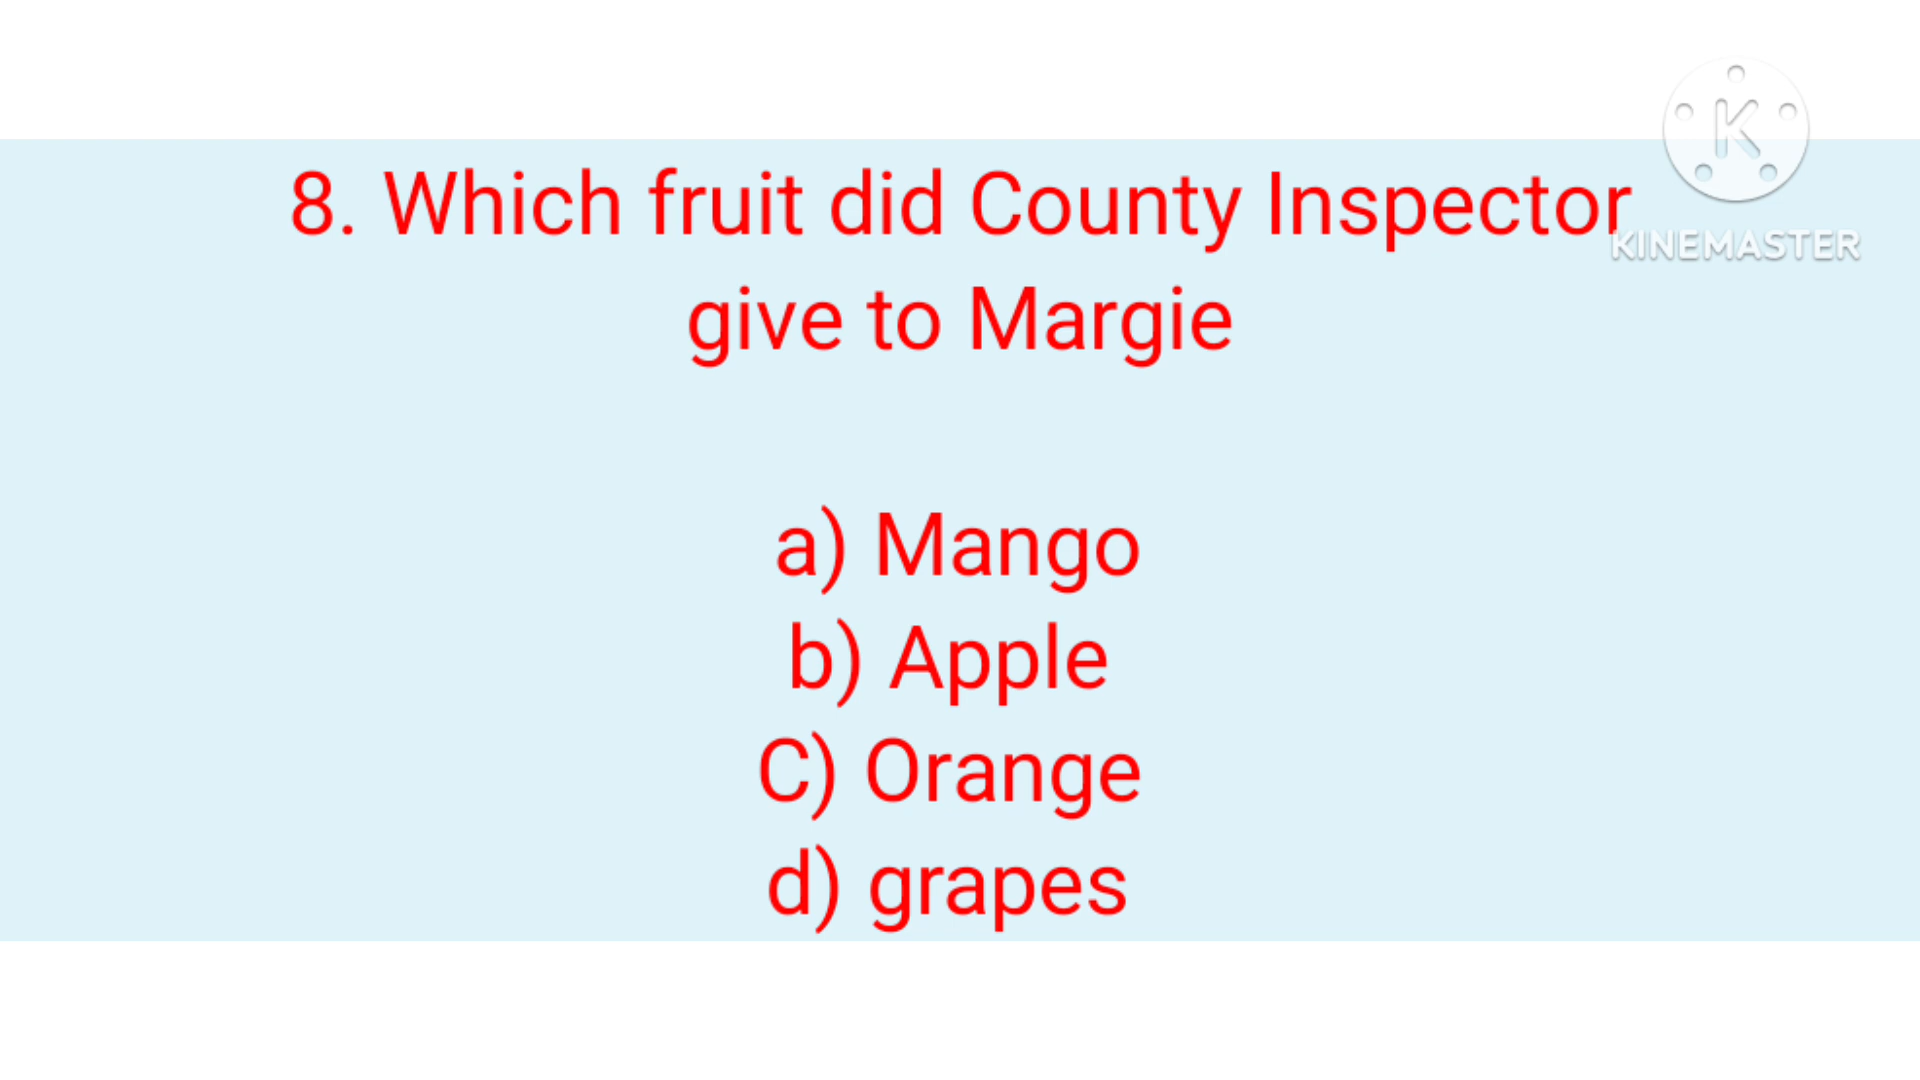 8. Which fruit did County Inspector
give to Margie
a) Mango
b) Apple
C) Orange
d) grapes
K
KINEMASTER